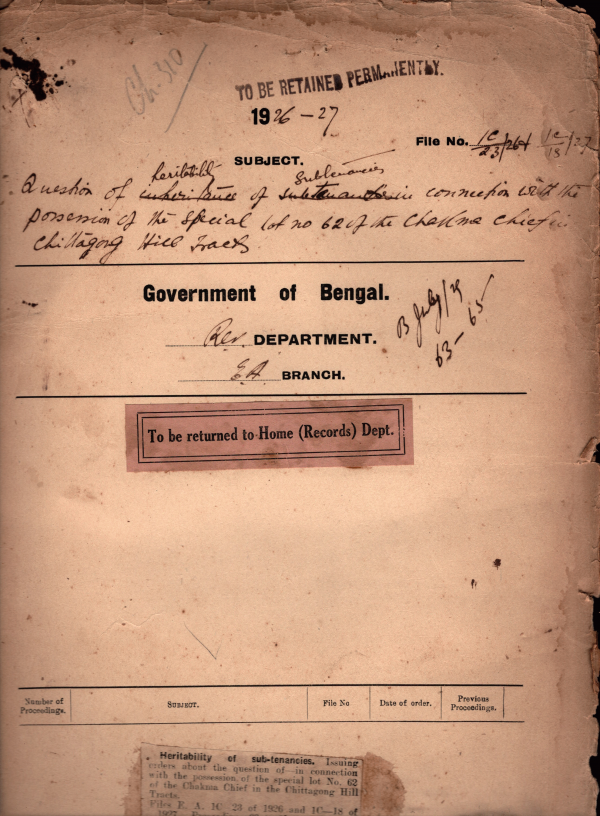 Ch. 310
TO BE RETAINED PERMANENTLY.
1926-27
File No. 1C/23/26 & 1C/18/27
SUBJECT.
heritability subtenancies
Question of inheritance of in connection with the
possession of the special lot no 62 of the Chakma Chief in
Chittagong Hill Tracts.
Government of Bengal.
Rev. DEPARTMENT.
B July/29
63-65
E.A. BRANCH.
To be returned to Home (Records) Dept.
Number of Proceedings. SUBJECT. File No Date of order. Previous Proceedings.
Heritability of sub-tenancies. Issuing
orders about the question of—in connection
with the possession of the special lot No. 62
of the Chakma Chief in the Chittagong Hill
Tracts.
Files E. A. 1C 23 of 1926 and 1C—18 of
1927.